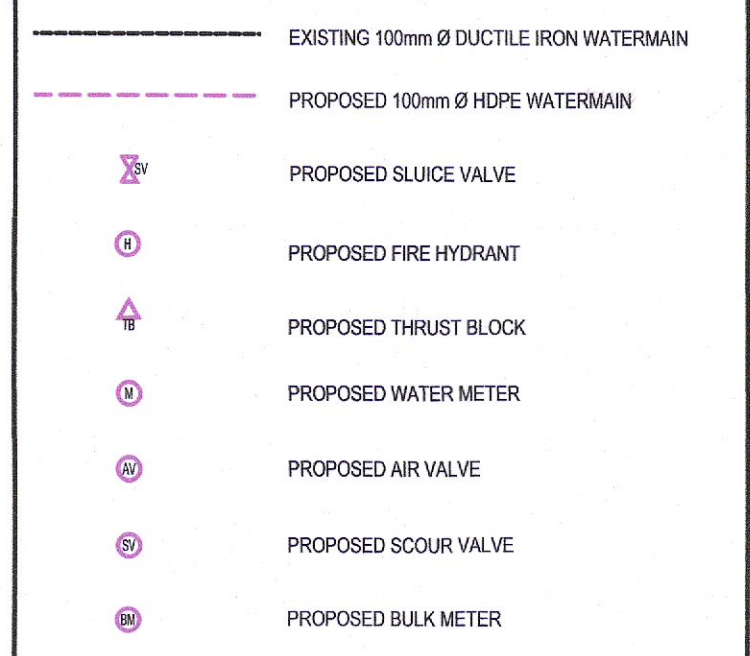 EXISTING 100mm Ø DUCTILE IRON WATERMAIN
PROPOSED 100mm Ø HDPE WATERMAIN
SV PROPOSED SLUICE VALVE
H PROPOSED FIRE HYDRANT
TB PROPOSED THRUST BLOCK
M PROPOSED WATER METER
AV PROPOSED AIR VALVE
SV PROPOSED SCOUR VALVE
BM PROPOSED BULK METER